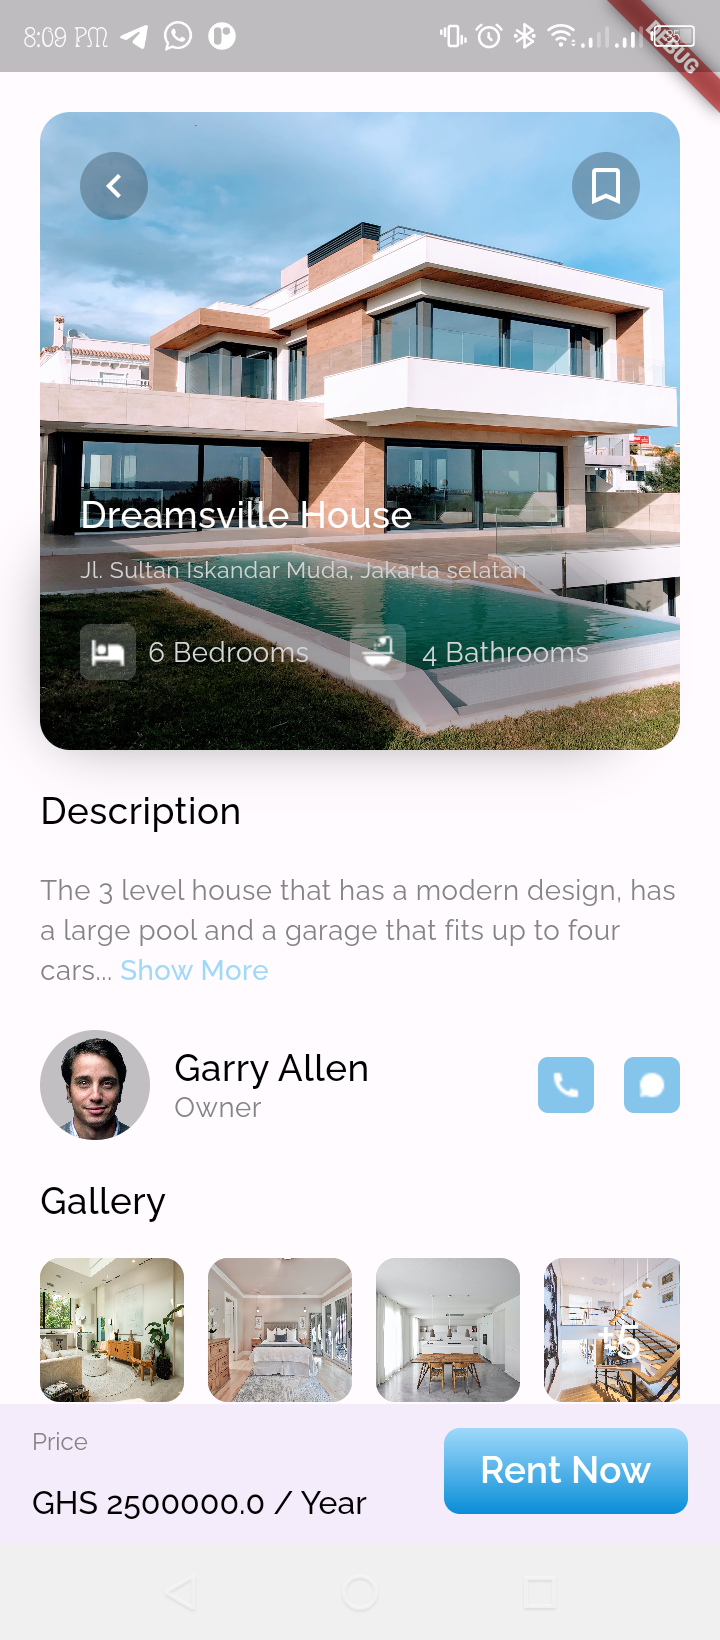 8:09 PM
85
DEBUG
Dreamsville House
Jl. Sultan Iskandar Muda, Jakarta selatan
6 Bedrooms
4 Bathrooms
Description
The 3 level house that has a modern design, has
a large pool and a garage that fits up to four
cars... Show More
Garry Allen
Owner
Gallery
+5
Price
GHS 2500000.0 / Year
Rent Now